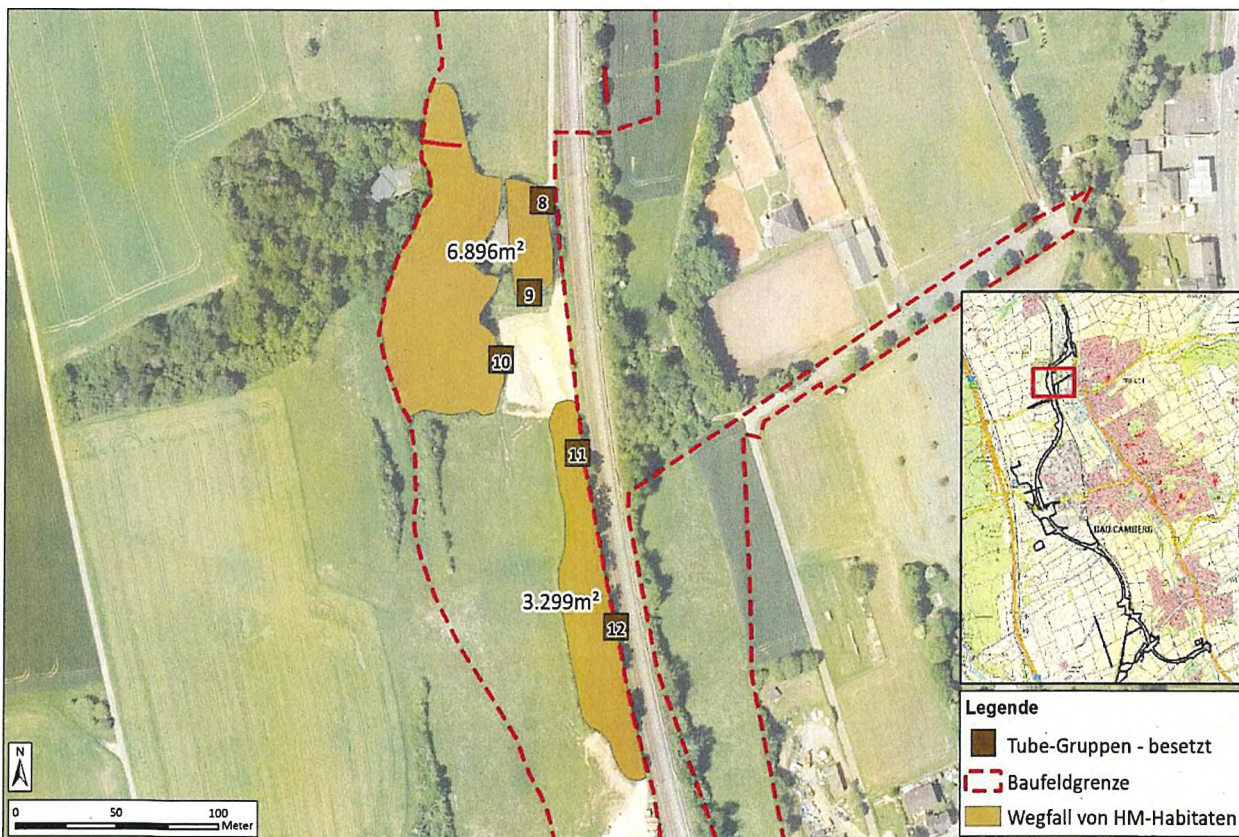 8
6.896m²
9
10
11
3.299m²
12
BAD CAMBERG
N
0 50 100
Meter
Legende
Tube-Gruppen - besetzt
Baufeldgrenze
Wegfall von HM-Habitaten